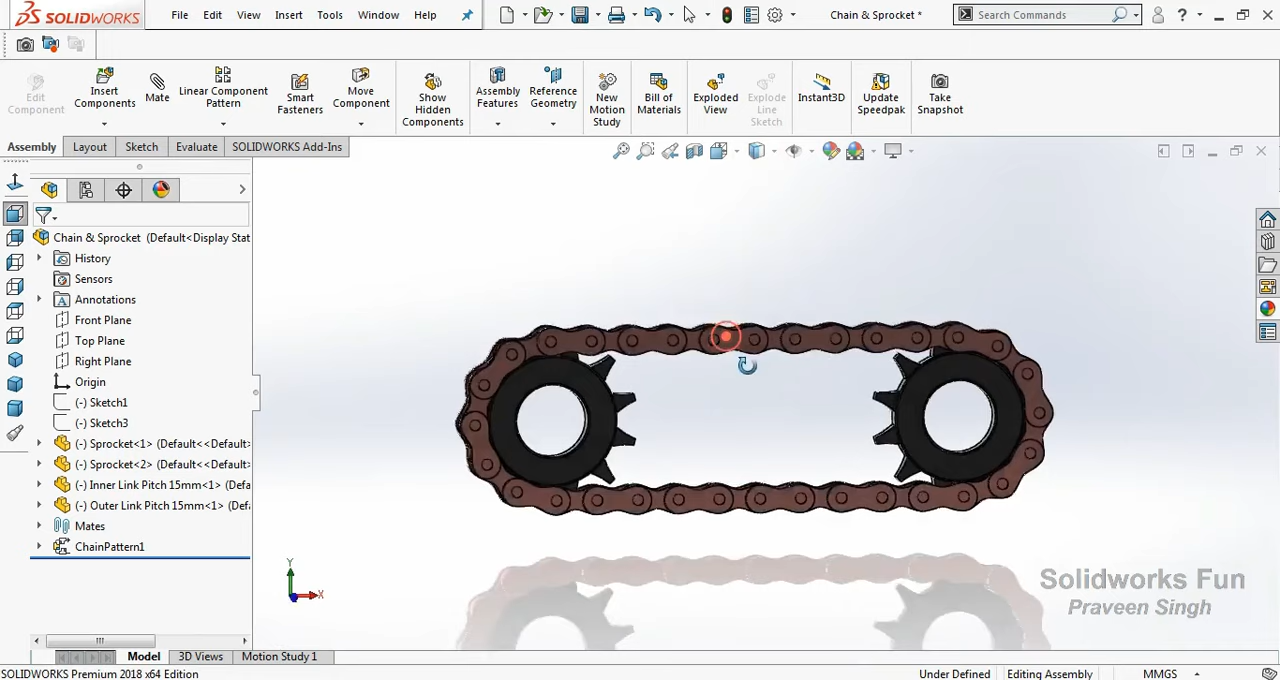 SOLIDWORKS
File Edit View Insert Tools Window Help
Chain & Sprocket *
Search Commands
Edit Component
Insert Components
Mate
Linear Component Pattern
Smart Fasteners
Move Component
Show Hidden Components
Assembly Features
Reference Geometry
New Motion Study
Bill of Materials
Exploded View
Explode Line Sketch
Instant3D
Update Speedpak
Take Snapshot
Assembly Layout Sketch Evaluate SOLIDWORKS Add-Ins
Chain & Sprocket (Default<Display Stat
History
Sensors
Annotations
Front Plane
Top Plane
Right Plane
Origin
(-) Sketch1
(-) Sketch3
(-) Sprocket<1> (Default<<Default>
(-) Sprocket<2> (Default<<Default>
(-) Inner Link Pitch 15mm<1> (Defa
(-) Outer Link Pitch 15mm<1> (Def
Mates
ChainPattern1
Y
X
Solidworks Fun
Praveen Singh
Model 3D Views Motion Study 1
SOLIDWORKS Premium 2018 x64 Edition
Under Defined Editing Assembly MMGS